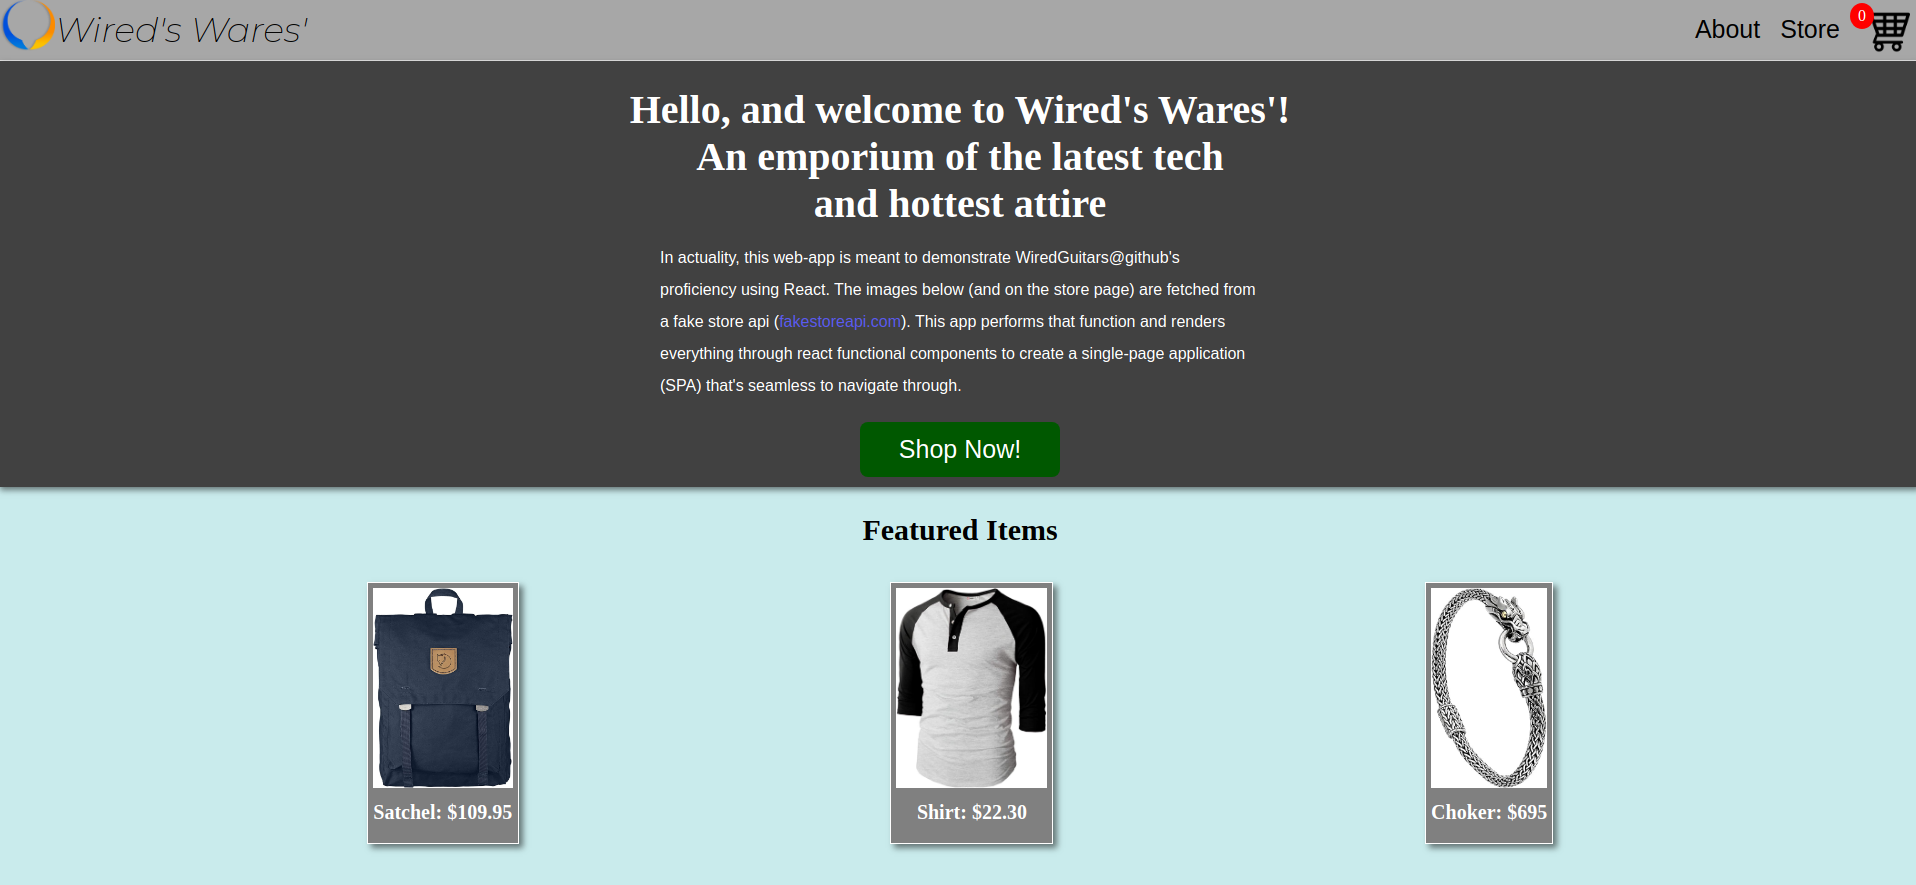 Wired's Wares'
About Store 0
Hello, and welcome to Wired's Wares'!
An emporium of the latest tech
and hottest attire
In actuality, this web-app is meant to demonstrate WiredGuitars@github's
proficiency using React. The images below (and on the store page) are fetched from
a fake store api (fakestoreapi.com). This app performs that function and renders
everything through react functional components to create a single-page application
(SPA) that's seamless to navigate through.
Shop Now!
Featured Items
Satchel: $109.95
Shirt: $22.30
Choker: $695